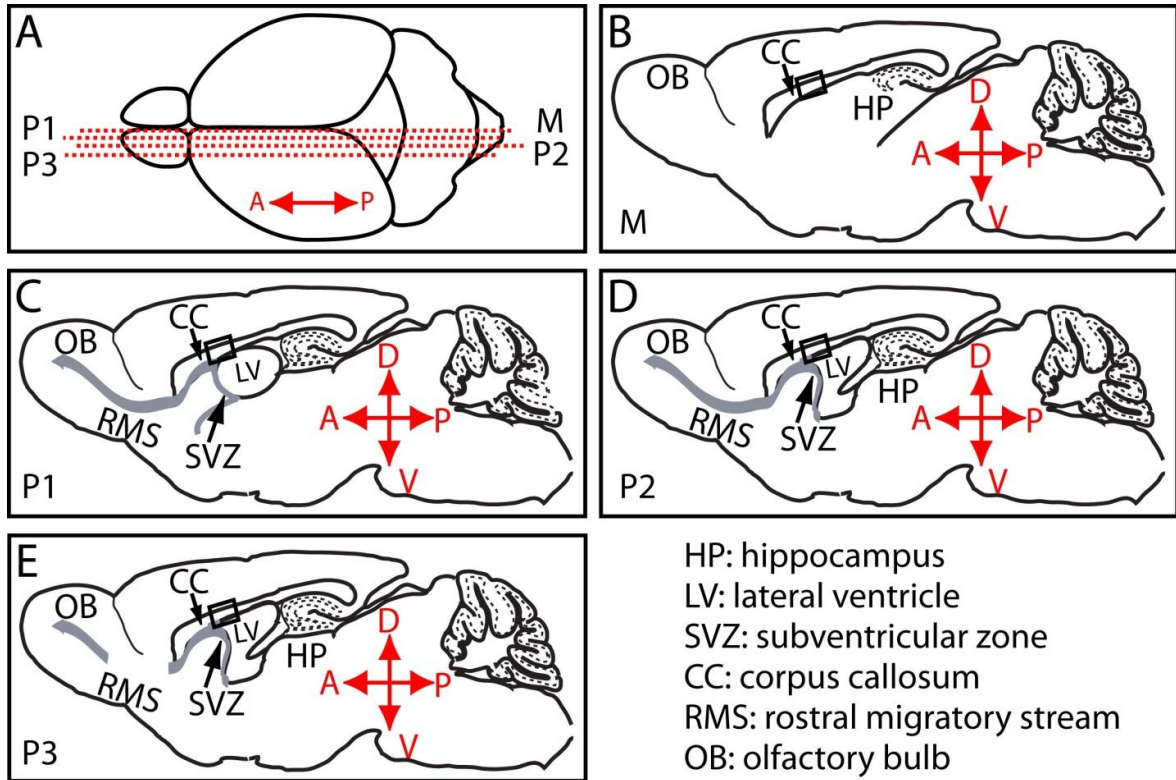 A
P1
P3
M
P2
A P
B
OB
CC
HP
D
A P
V
M
C
OB
CC
LV
RMS
SVZ
D
A P
V
P1
D
OB
CC
LV
RMS
SVZ
HP
D
A P
V
P2
E
OB
CC
LV
RMS
SVZ
HP
D
A P
V
P3
HP: hippocampus
LV: lateral ventricle
SVZ: subventricular zone
CC: corpus callosum
RMS: rostral migratory stream
OB: olfactory bulb